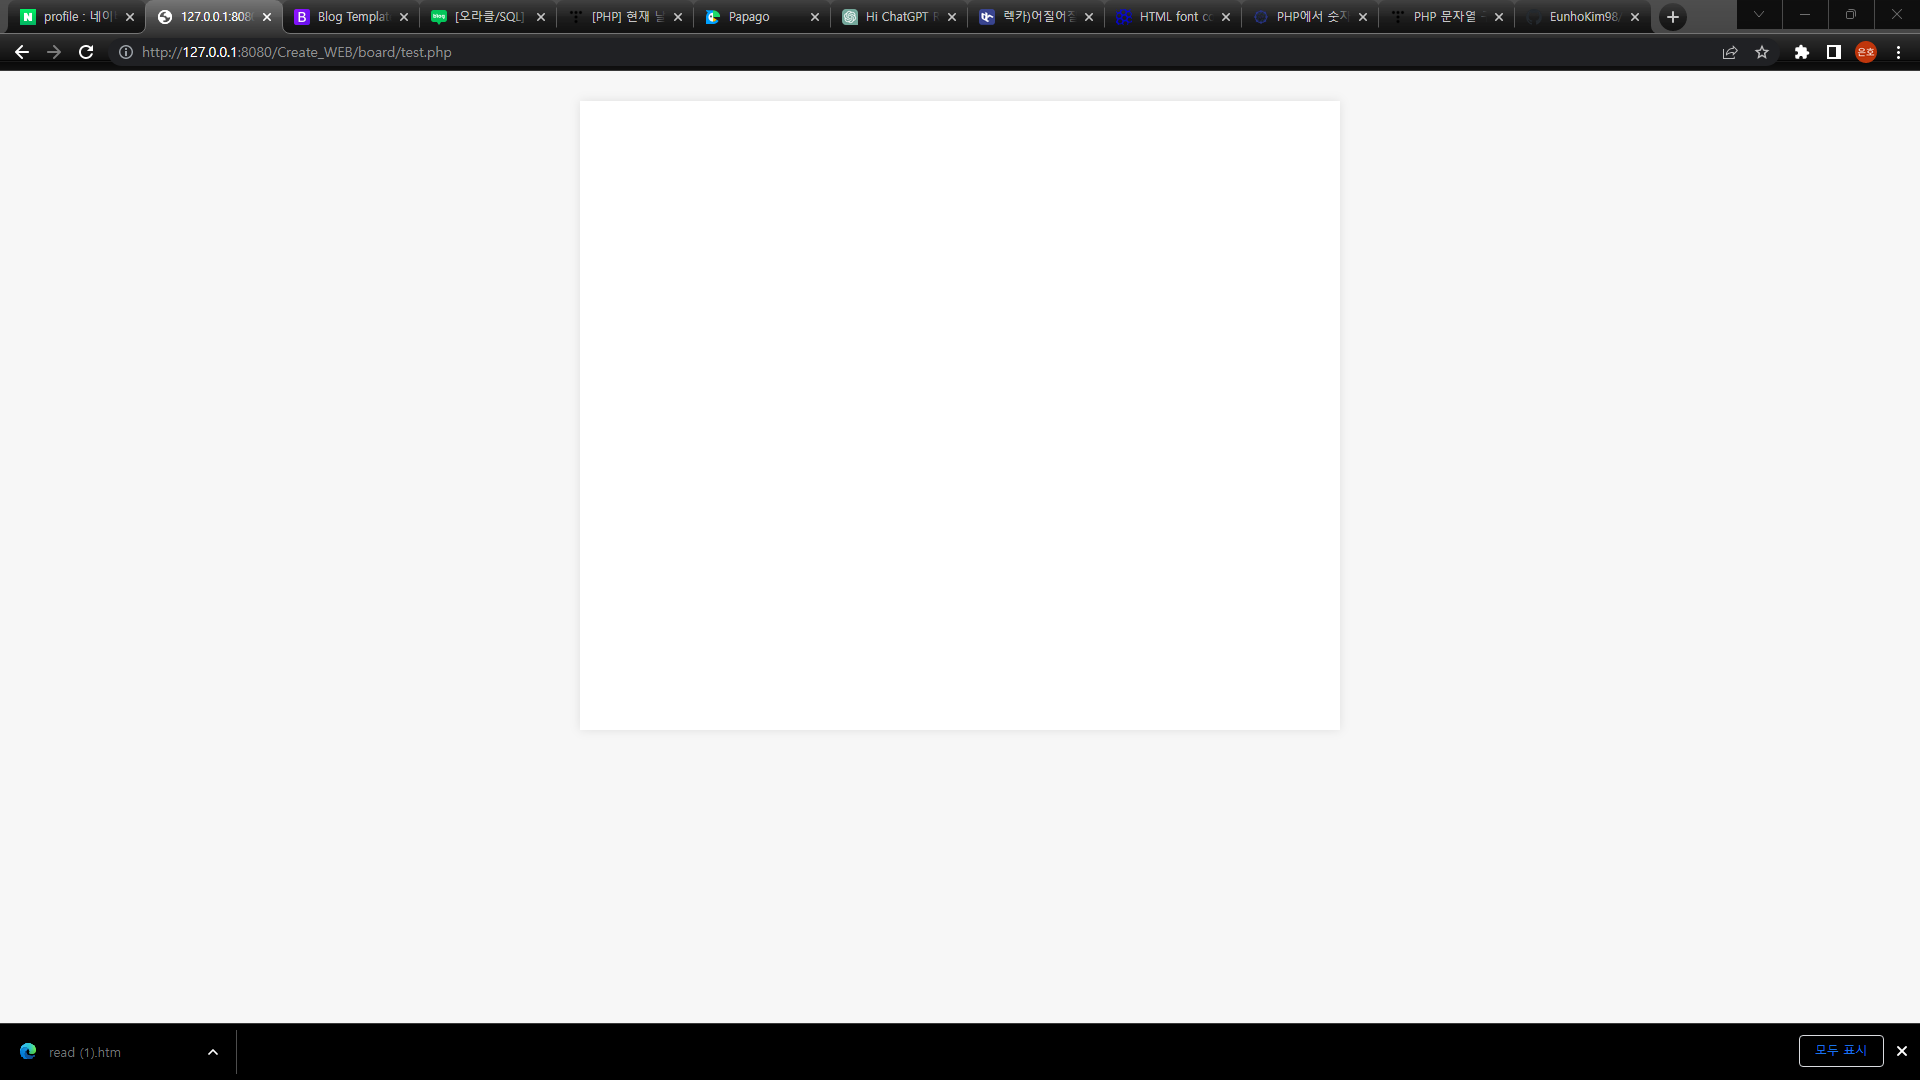 profile : 네이
127.0.0.1:808
Blog Templat
[오라클/SQL]
[PHP] 현재 날
Papago
Hi ChatGPT
렉카)어질어질
HTML font co
PHP에서 숫자
PHP 문자열
EunhoKim98/
http://127.0.0.1:8080/Create_WEB/board/test.php
은호
read (1).htm
모두 표시